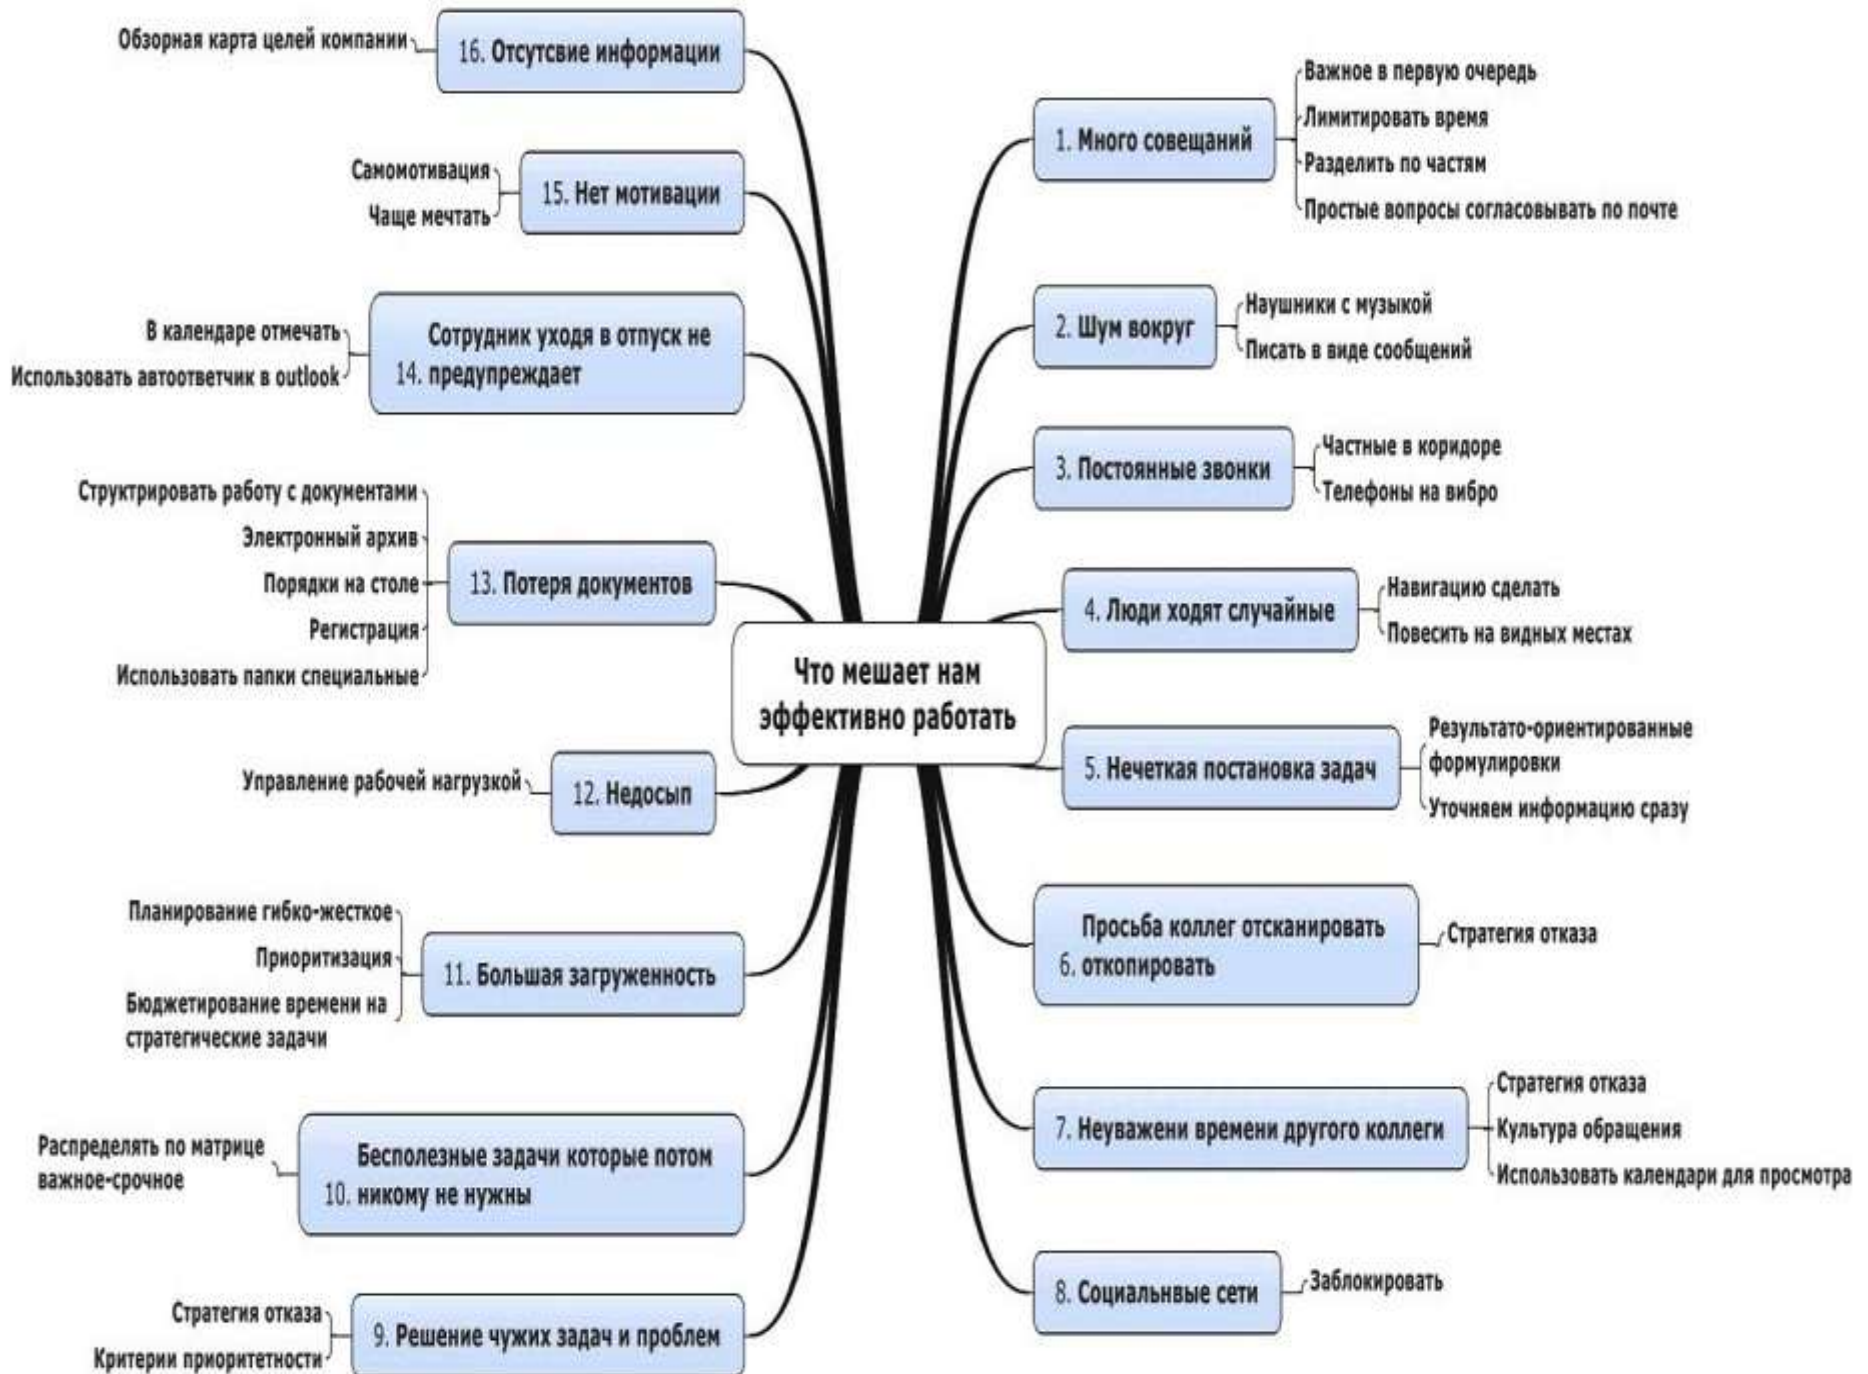 Что мешает нам
эффективно работать
1. Много совещаний
Важное в первую очередь
Лимитировать время
Разделить по частям
Простые вопросы согласовывать по почте
2. Шум вокруг
Наушники с музыкой
Писать в виде сообщений
3. Постоянные звонки
Частные в коридоре
Телефоны на вибро
4. Люди ходят случайные
Навигацию сделать
Повесить на видных местах
5. Нечеткая постановка задач
Результато-ориентированные
формулировки
Уточняем информацию сразу
Просьба коллег отсканировать
6. откопировать
Стратегия отказа
7. Неуважени времени другого коллеги
Стратегия отказа
Культура обращения
Использовать календари для просмотра
8. Социальнвые сети
Заблокировать
9. Решение чужих задач и проблем
Стратегия отказа
Критерии приоритетности
Бесполезные задачи которые потом
10. никому не нужны
Распределять по матрице
важное-срочное
11. Большая загруженность
Планирование гибко-жесткое
Приоритизация
Бюджетирование времени на
стратегические задачи
12. Недосып
Управление рабочей нагрузкой
13. Потеря документов
Структрировать работу с документами
Электронный архив
Порядки на столе
Регистрация
Использовать папки специальные
Сотрудник уходя в отпуск не
14. предупреждает
В календаре отмечать
Использовать автоответчик в outlook
15. Нет мотивации
Самомотивация
Чаще мечтать
16. Отсутсвие информации
Обзорная карта целей компании